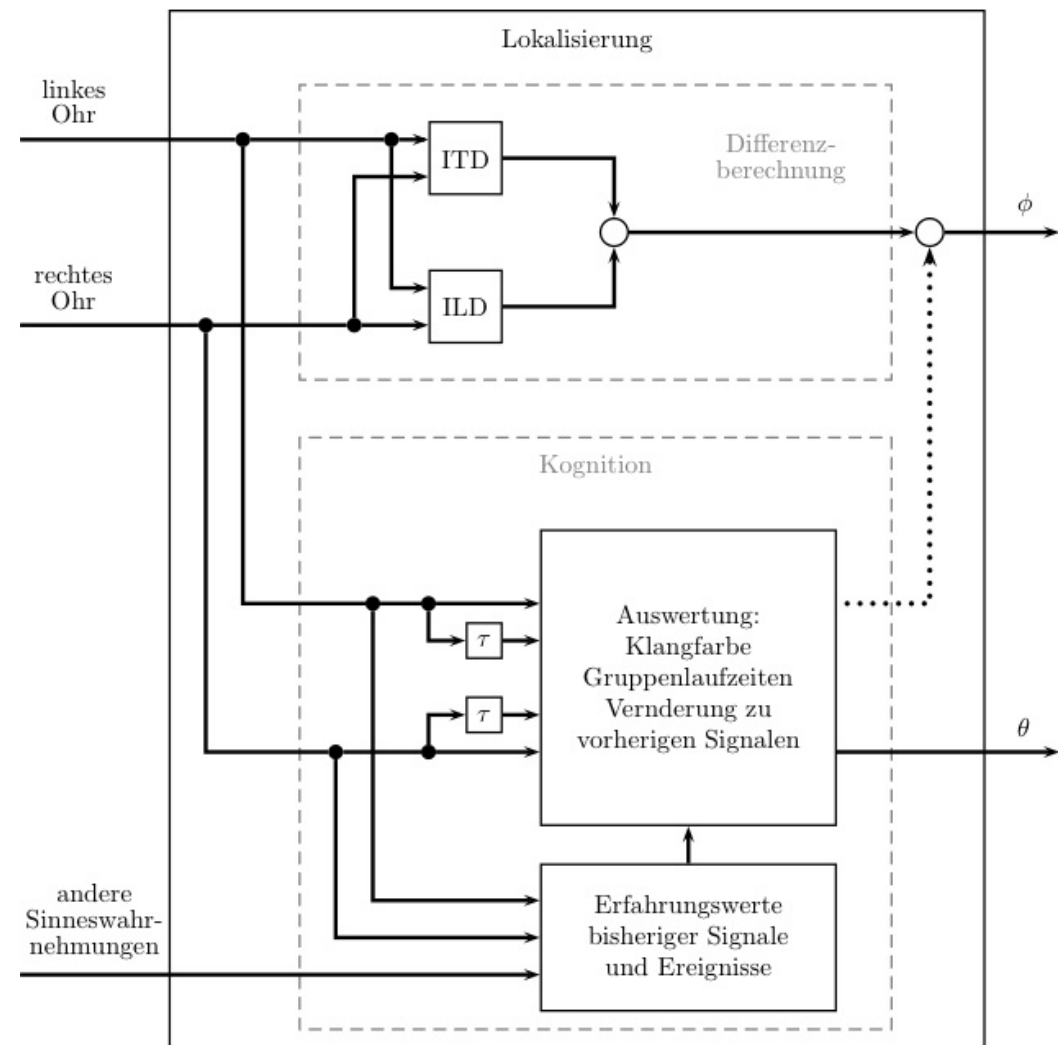 Lokalisierung
linkes
Ohr
ITD
Differenz-
berechnung
ϕ
rechtes
Ohr
ILD
Kognition
Auswertung:
Klangfarbe
Gruppenlaufzeiten
Vernderung zu
vorherigen Signalen
τ
τ
θ
andere
Sinneswahr-
nehmungen
Erfahrungswerte
bisheriger Signale
und Ereignisse